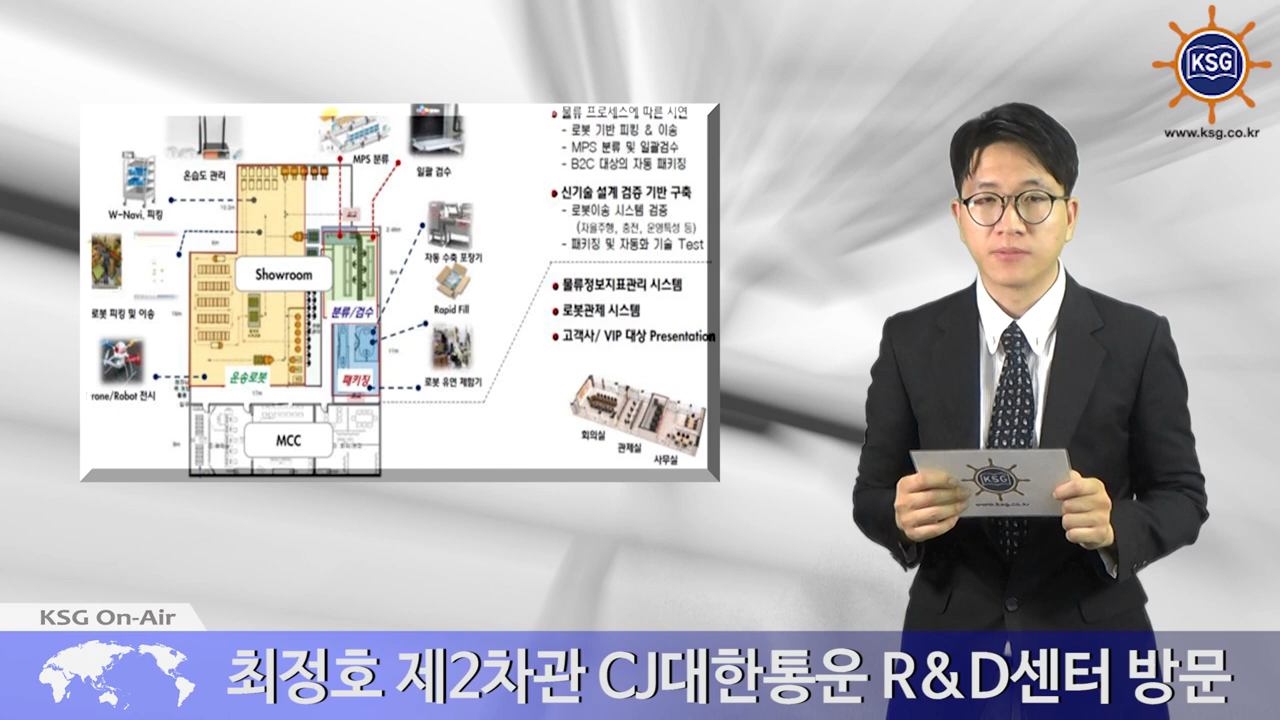 KSG
www.ksg.co.kr
물류 프로세스에 따른 시연
- 로봇 기반 피킹 & 이송
- MPS 분류 및 일괄검수
- B2C 대상의 자동 패키징
신기술 설계 검증 기반 구축
- 로봇이송 시스템 검증
(자율주행, 충전, 운영특성 등)
- 패키징 및 자동화 기술 Test
물류정보지표관리 시스템
로봇관제 시스템
고객사/ VIP 대상 Presentation
회의실
관제실
사무실
온습도 관리
MPS 분류
일괄 검수
W-Navi, 피킹
자동 수축 포장기
Showroom
로봇 피킹 및 이송
분류/검수
Rapid Fill
운송로봇
패키징
로봇 유연 제함기
rone/Robot 전시
MCC
KSG
www.ksg.co.kr
KSG On-Air
최정호 제2차관 CJ대한통운 R&D센터 방문